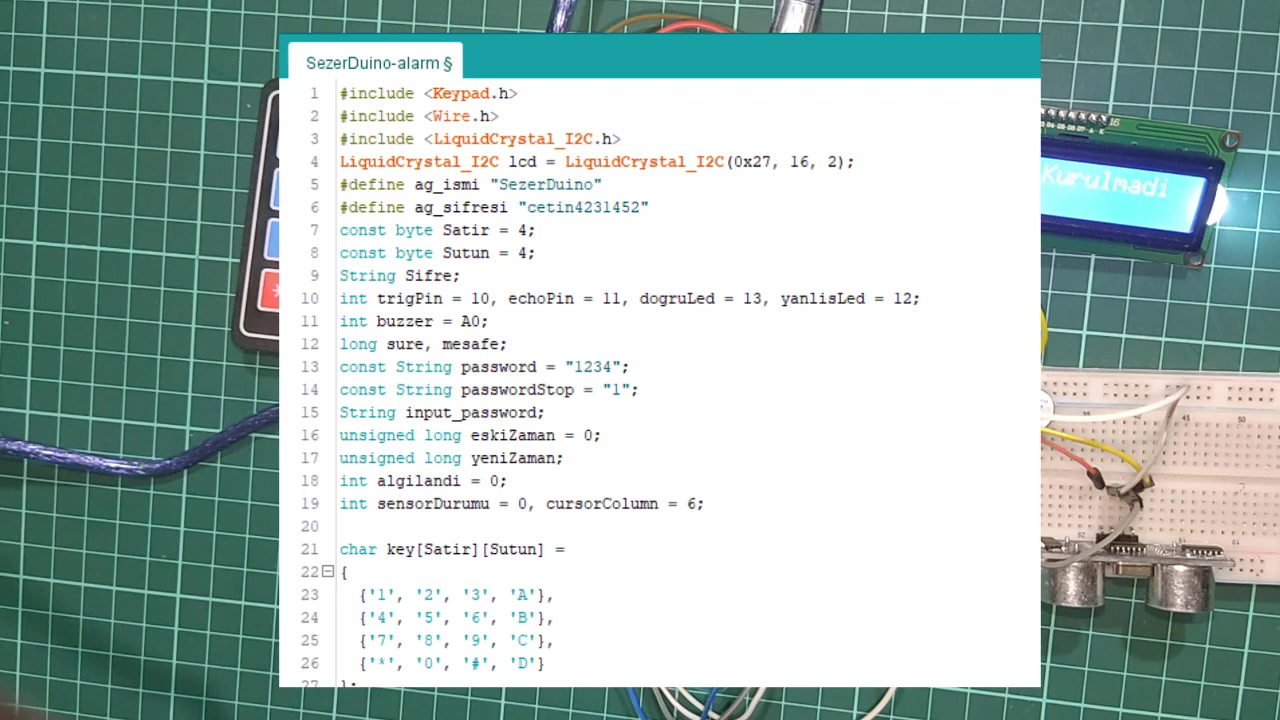 SezerDuino-alarm §
1 #include <Keypad.h>
2 #include <Wire.h>
3 #include <LiquidCrystal_I2C.h>
4 LiquidCrystal_I2C lcd = LiquidCrystal_I2C(0x27, 16, 2);
5 #define ag_ismi "SezerDuino"
6 #define ag_sifresi "cetin4231452"
7 const byte Satir = 4;
8 const byte Sutun = 4;
9 String Sifre;
10 int trigPin = 10, echoPin = 11, dogruLed = 13, yanlisLed = 12;
11 int buzzer = A0;
12 long sure, mesafe;
13 const String password = "1234";
14 const String passwordStop = "1";
15 String input_password;
16 unsigned long eskiZaman = 0;
17 unsigned long yeniZaman;
18 int algilandi = 0;
19 int sensorDurumu = 0, cursorColumn = 6;
20
21 char key[Satir][Sutun] =
22 {
23 {'1', '2', '3', 'A'},
24 {'4', '5', '6', 'B'},
25 {'7', '8', '9', 'C'},
26 {'*', '0', '#', 'D'}
Kurulmadi
16